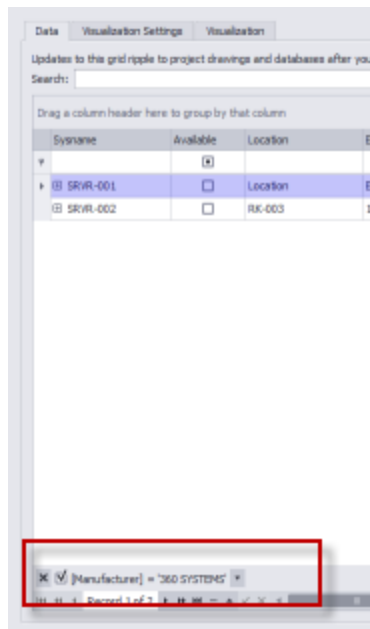 Data Visualization Settings Visualization
Updates to this grid ripple to project drawings and databases after you
Search:
Drag a column header here to group by that column
Sysname Available Location
SRVR-001 Location
SRVR-002 RK-003
[Manufacturer] = '360 SYSTEMS'
Record 1 of 2